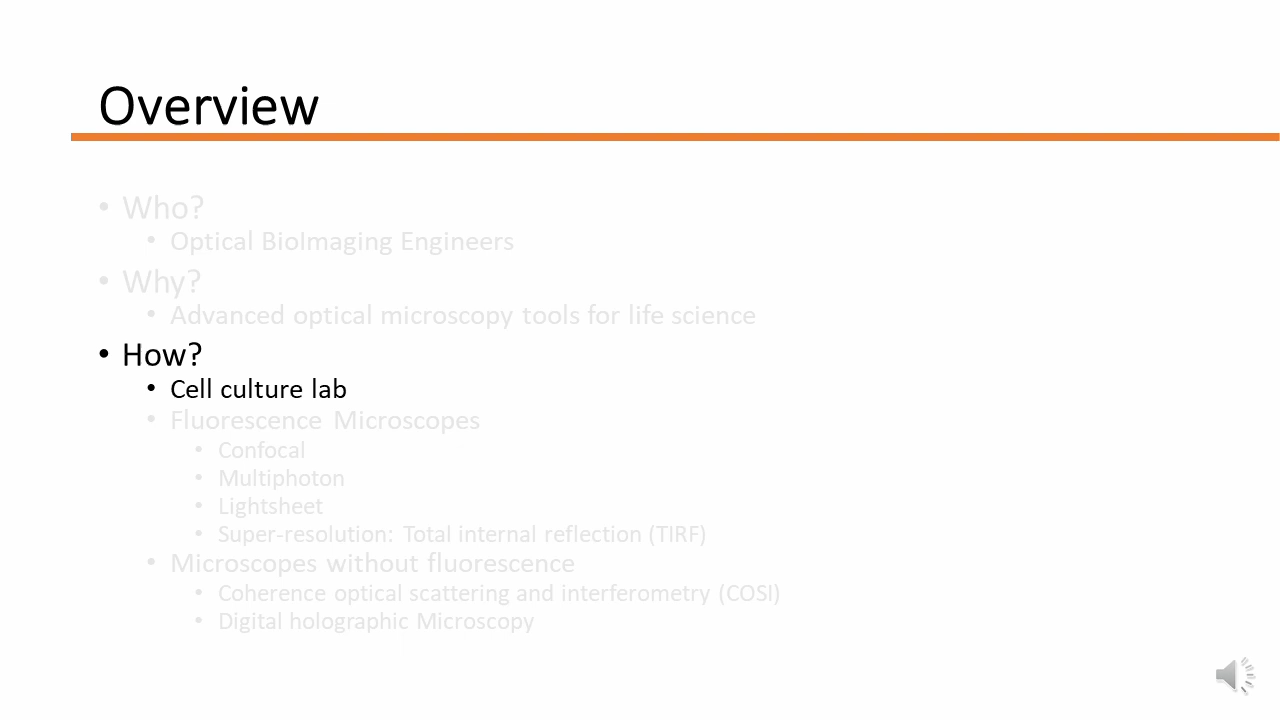 Overview
• Who?
• Optical BioImaging Engineers
• Why?
• Advanced optical microscopy tools for life science
• How?
• Cell culture lab
• Fluorescence Microscopes
• Confocal
• Multiphoton
• Lightsheet
• Super-resolution: Total internal reflection (TIRF)
• Microscopes without fluorescence
• Coherence optical scattering and interferometry (COSI)
• Digital holographic Microscopy